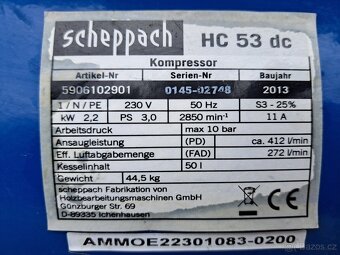 scheppach HC 53 dc
Kompressor
Artikel-Nr Serien-Nr Baujahr
5906102901 0145-02748 2013
1 / N / PE 230 V 50 Hz S3 - 25%
kW 2,2 PS 3,0 2850 min⁻¹ 11 A
Arbeitsdruck max 10 bar
Ansaugleistung (PD) ca. 412 l/min
Eff. Luftabgabemenge (FAD) 272 l/min
Kesselinhalt 50 l
Gewicht 44,5 kg
scheppach Fabrikation von
Holzbearbeitungsmaschinen GmbH
Günzburger Str. 69
D-89335 Ichenhausen
CE
AMMOE22301083-0200